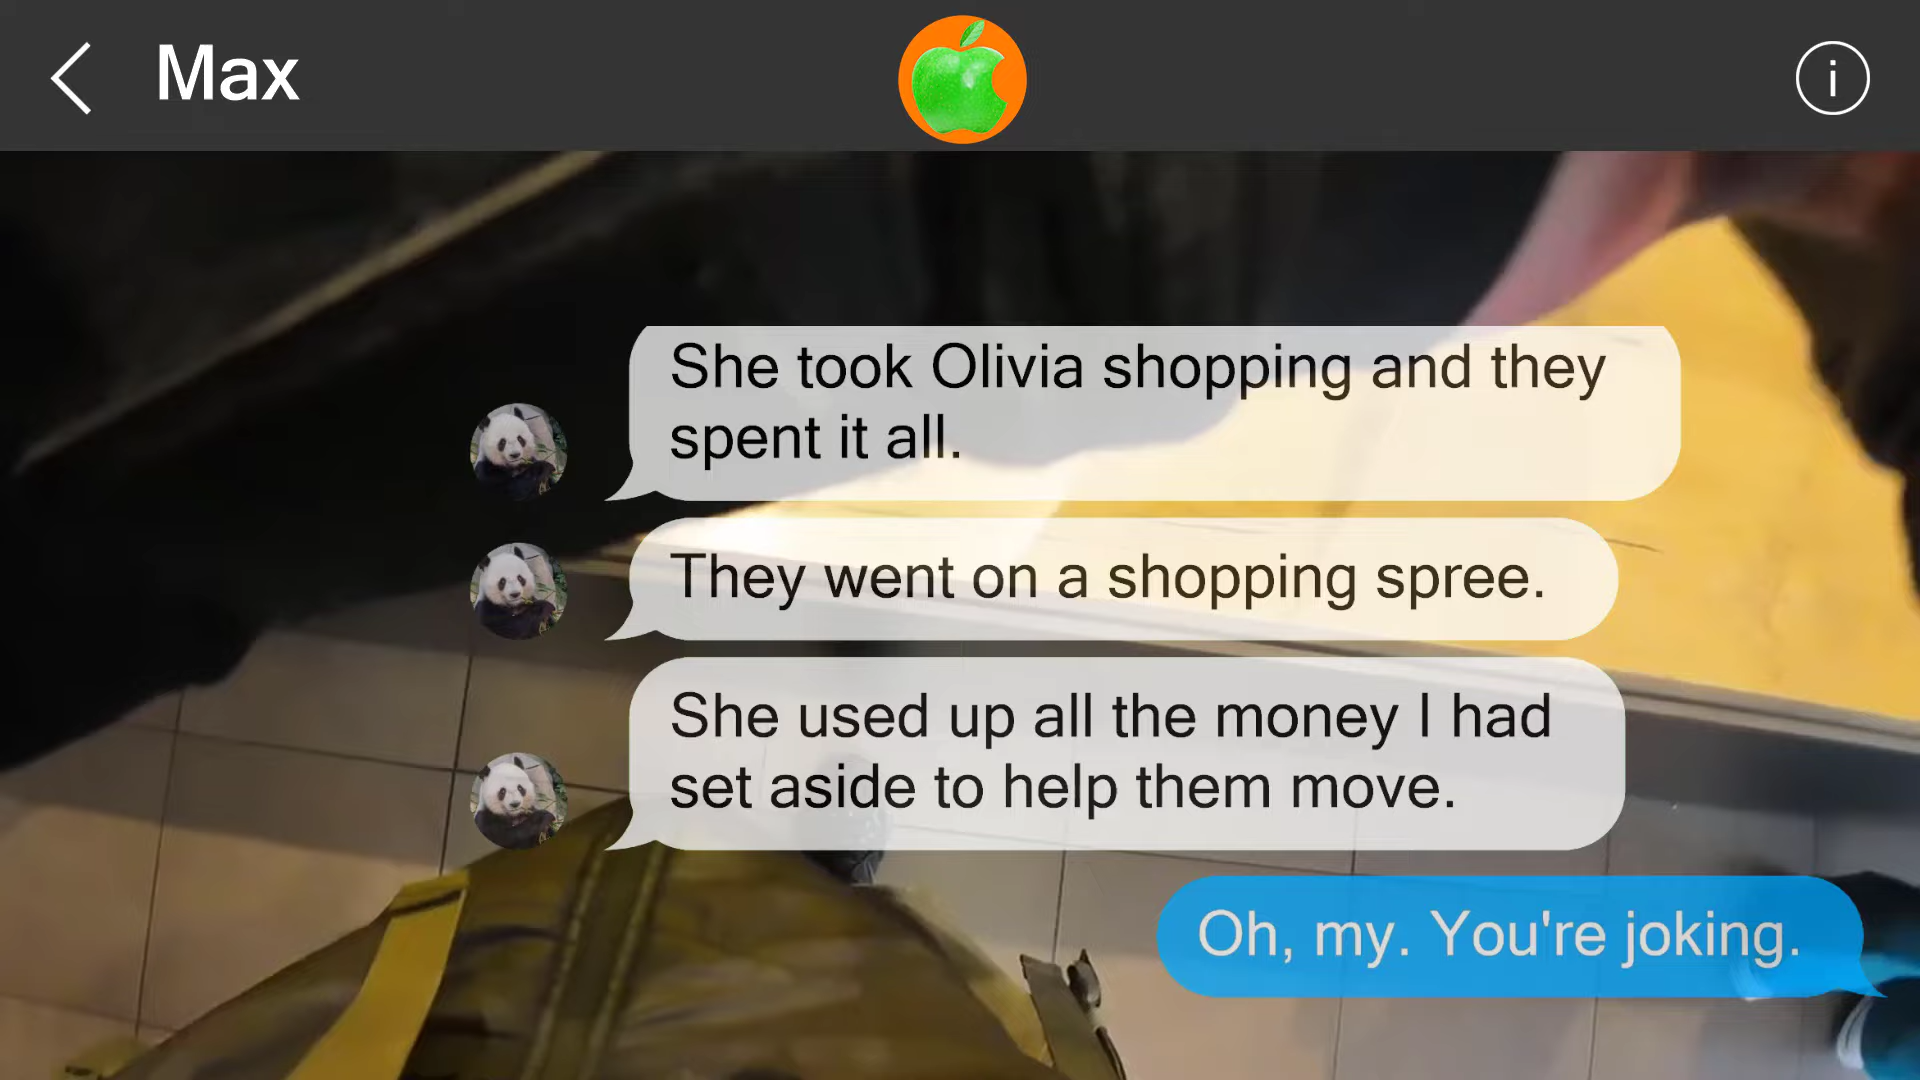 Max
i
She took Olivia shopping and they
spent it all.
They went on a shopping spree.
She used up all the money I had
set aside to help them move.
Oh, my. You're joking.